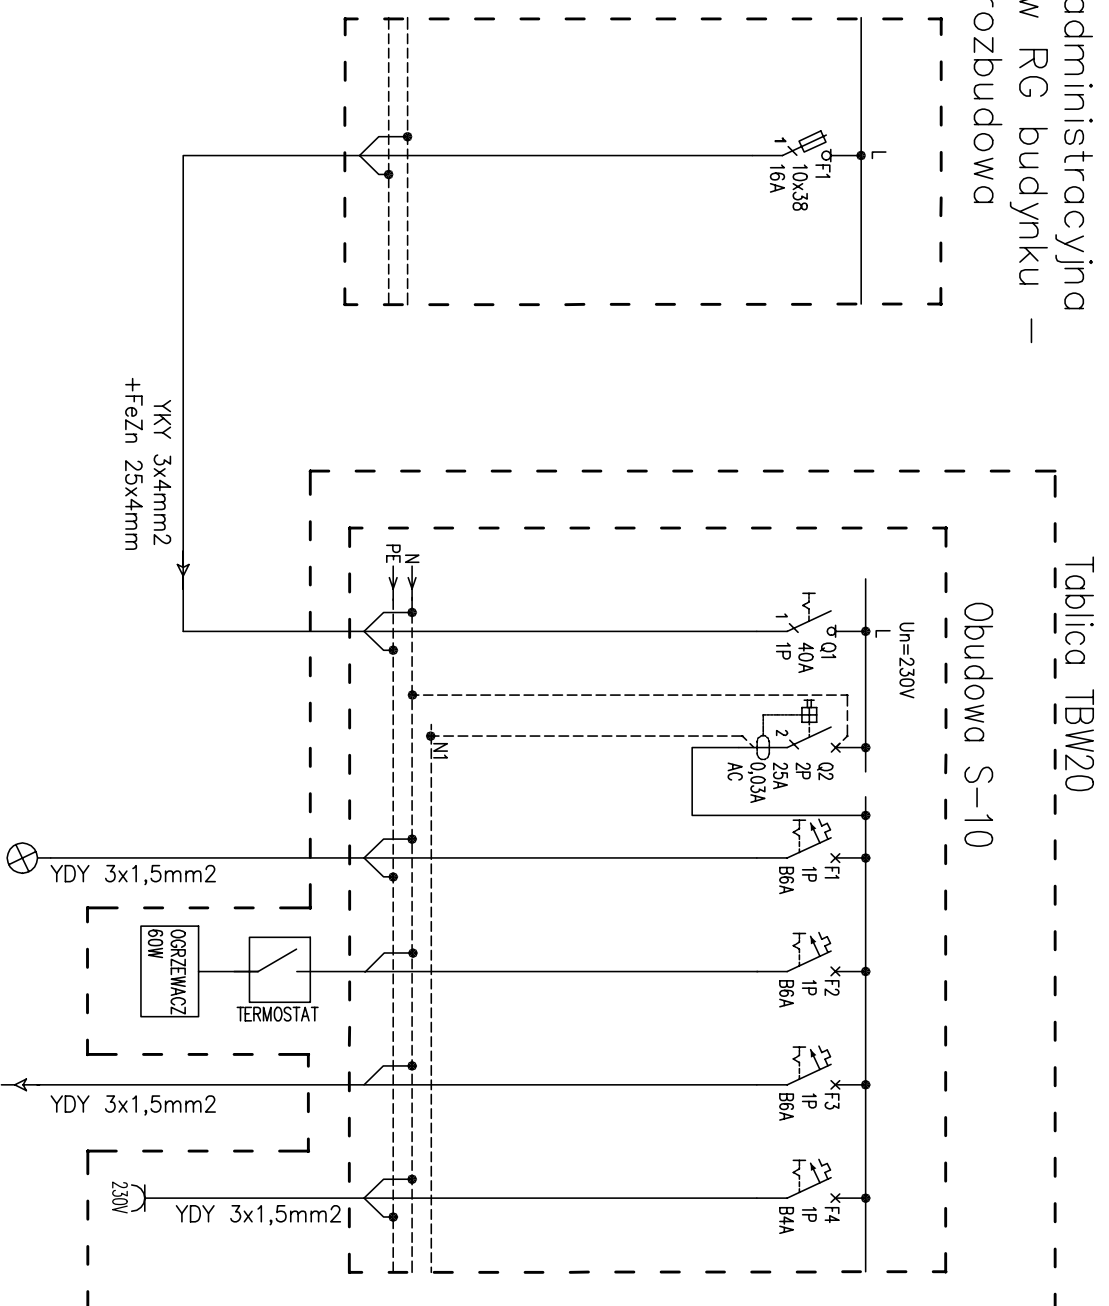 administracyjna
w RG budynku –
rozbudowa
L
F1
10x38
16A
1
YKY 3x4mm2
+FeZn 25x4mm
Tablica TBW20
Obudowa S-10
Un=230V
L
N
PE
Q1
40A
1P
1
Q2
2P
25A
0,03A
AC
2
N1
F1
1P
B6A
YDY 3x1,5mm2
F2
1P
B6A
TERMOSTAT
OGRZEWACZ
60W
F3
1P
B6A
YDY 3x1,5mm2
F4
1P
B4A
YDY 3x1,5mm2
230V